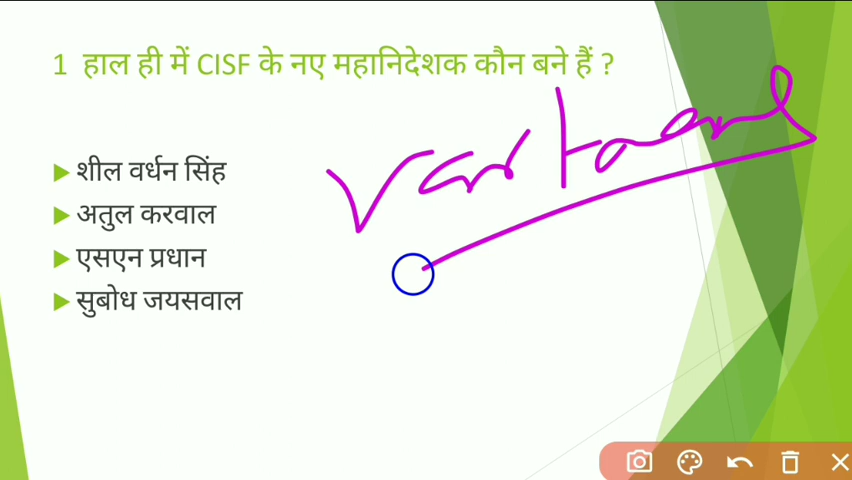 1 हाल ही में CISF के नए महानिदेशक कौन बने हैं ?
शील वर्धन सिंह
अतुल करवाल
एसएन प्रधान
सुबोध जयसवाल